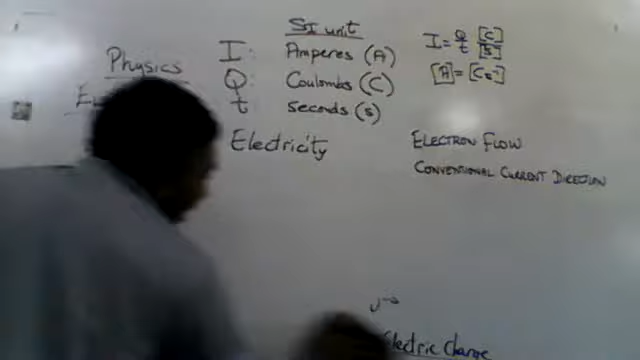 Physics
SI unit
I: Amperes (A)
Q: Coulombs (C)
t: seconds (s)
Electricity
I = Q/t [C]/[s]
[A] = [Cs⁻¹]
ELECTRON FLOW
CONVENTIONAL CURRENT DIRECTION
Electric Charge